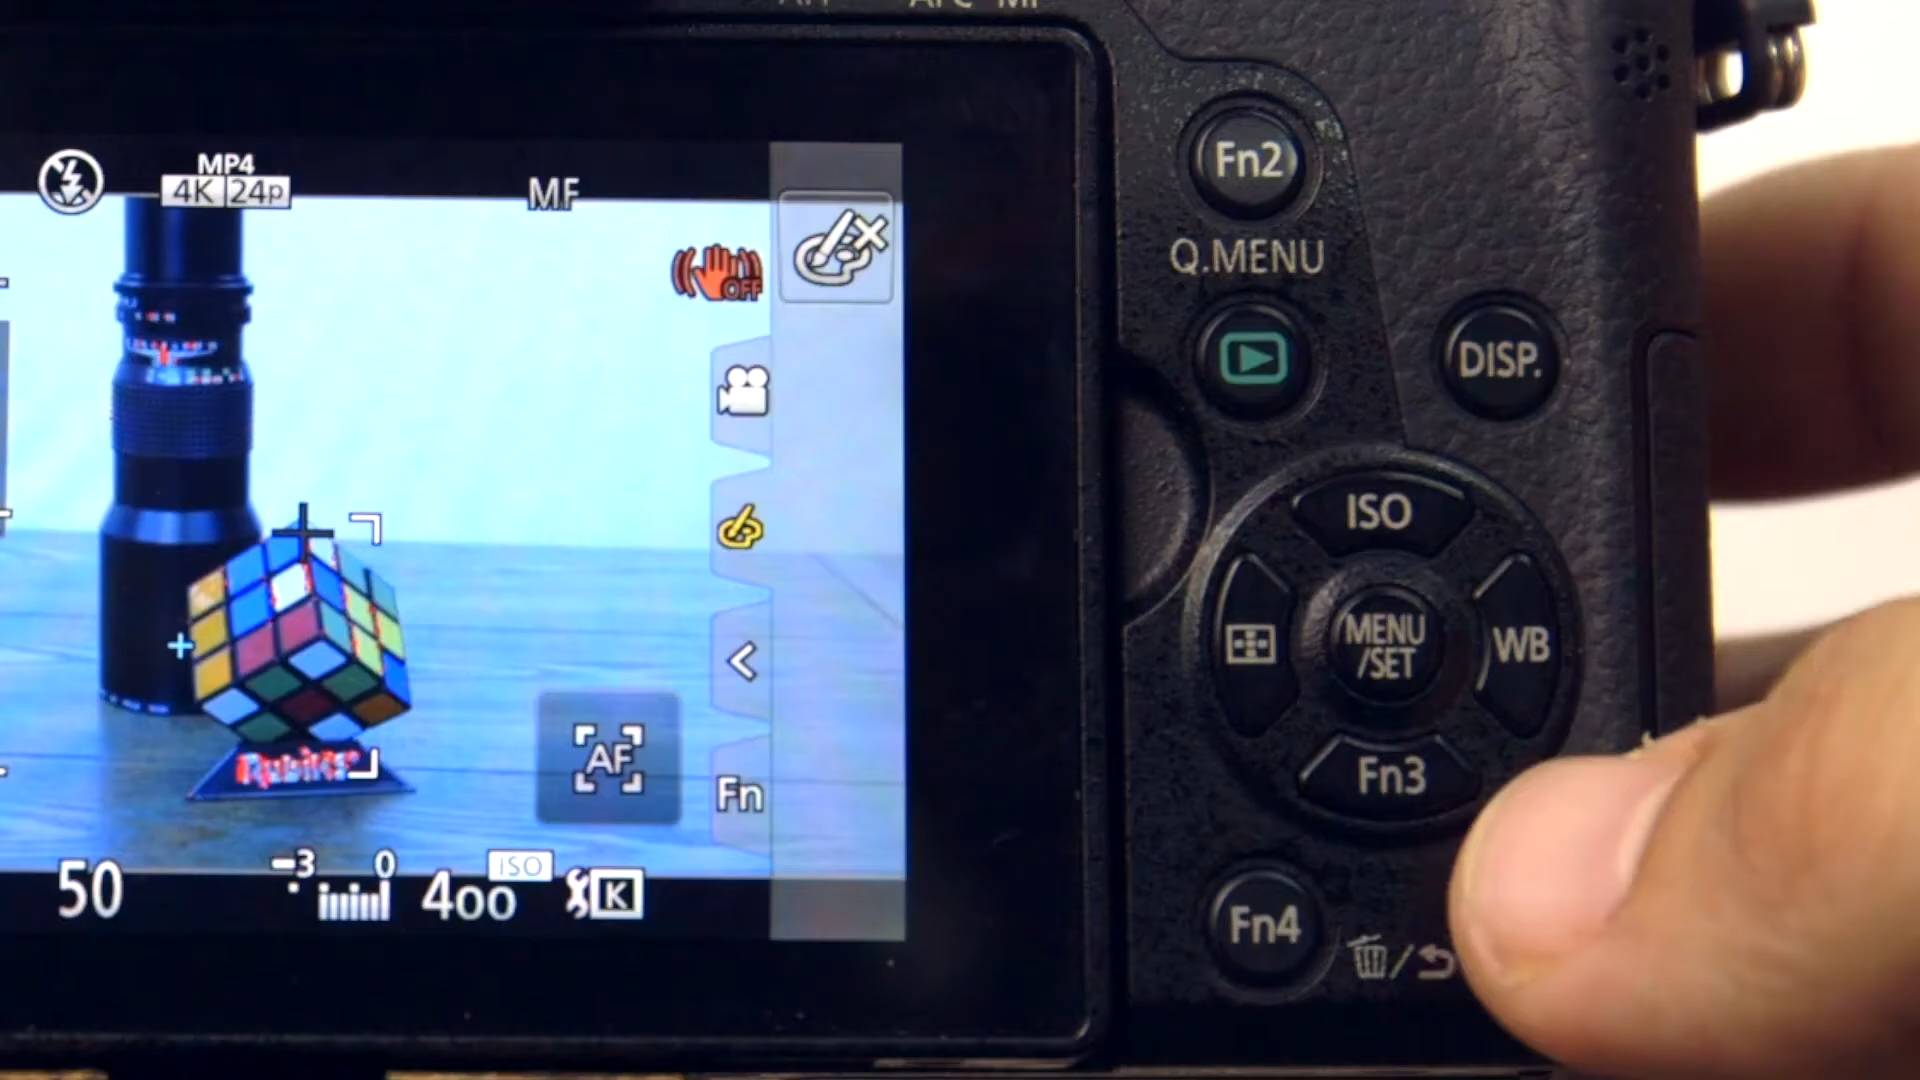 MP4
4K 24p
MF
OFF
AF
Fn
50
-3 0
400 ISO
K
Fn2
Q.MENU
DISP.
ISO
MENU
/SET
WB
Fn3
Fn4